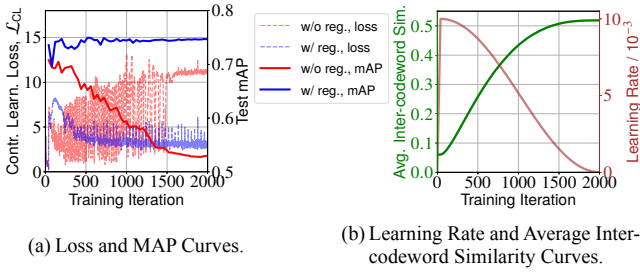 Contr. Learn. Loss, ℒ_CL
15
10
5
0
0.8
0.7
0.6
0.5
Test mAP
0 500 1000 1500 2000
Training Iteration
w/o reg., loss
w/ reg., loss
w/o reg., mAP
w/ reg., mAP
(a) Loss and MAP Curves.
Avg. Inter-codeword Sim.
0.5
0.4
0.3
0.2
0.1
0.0
10
5
0
Learning Rate / 10⁻³
0 500 1000 1500 2000
Training Iteration
(b) Learning Rate and Average Inter-
codeword Similarity Curves.